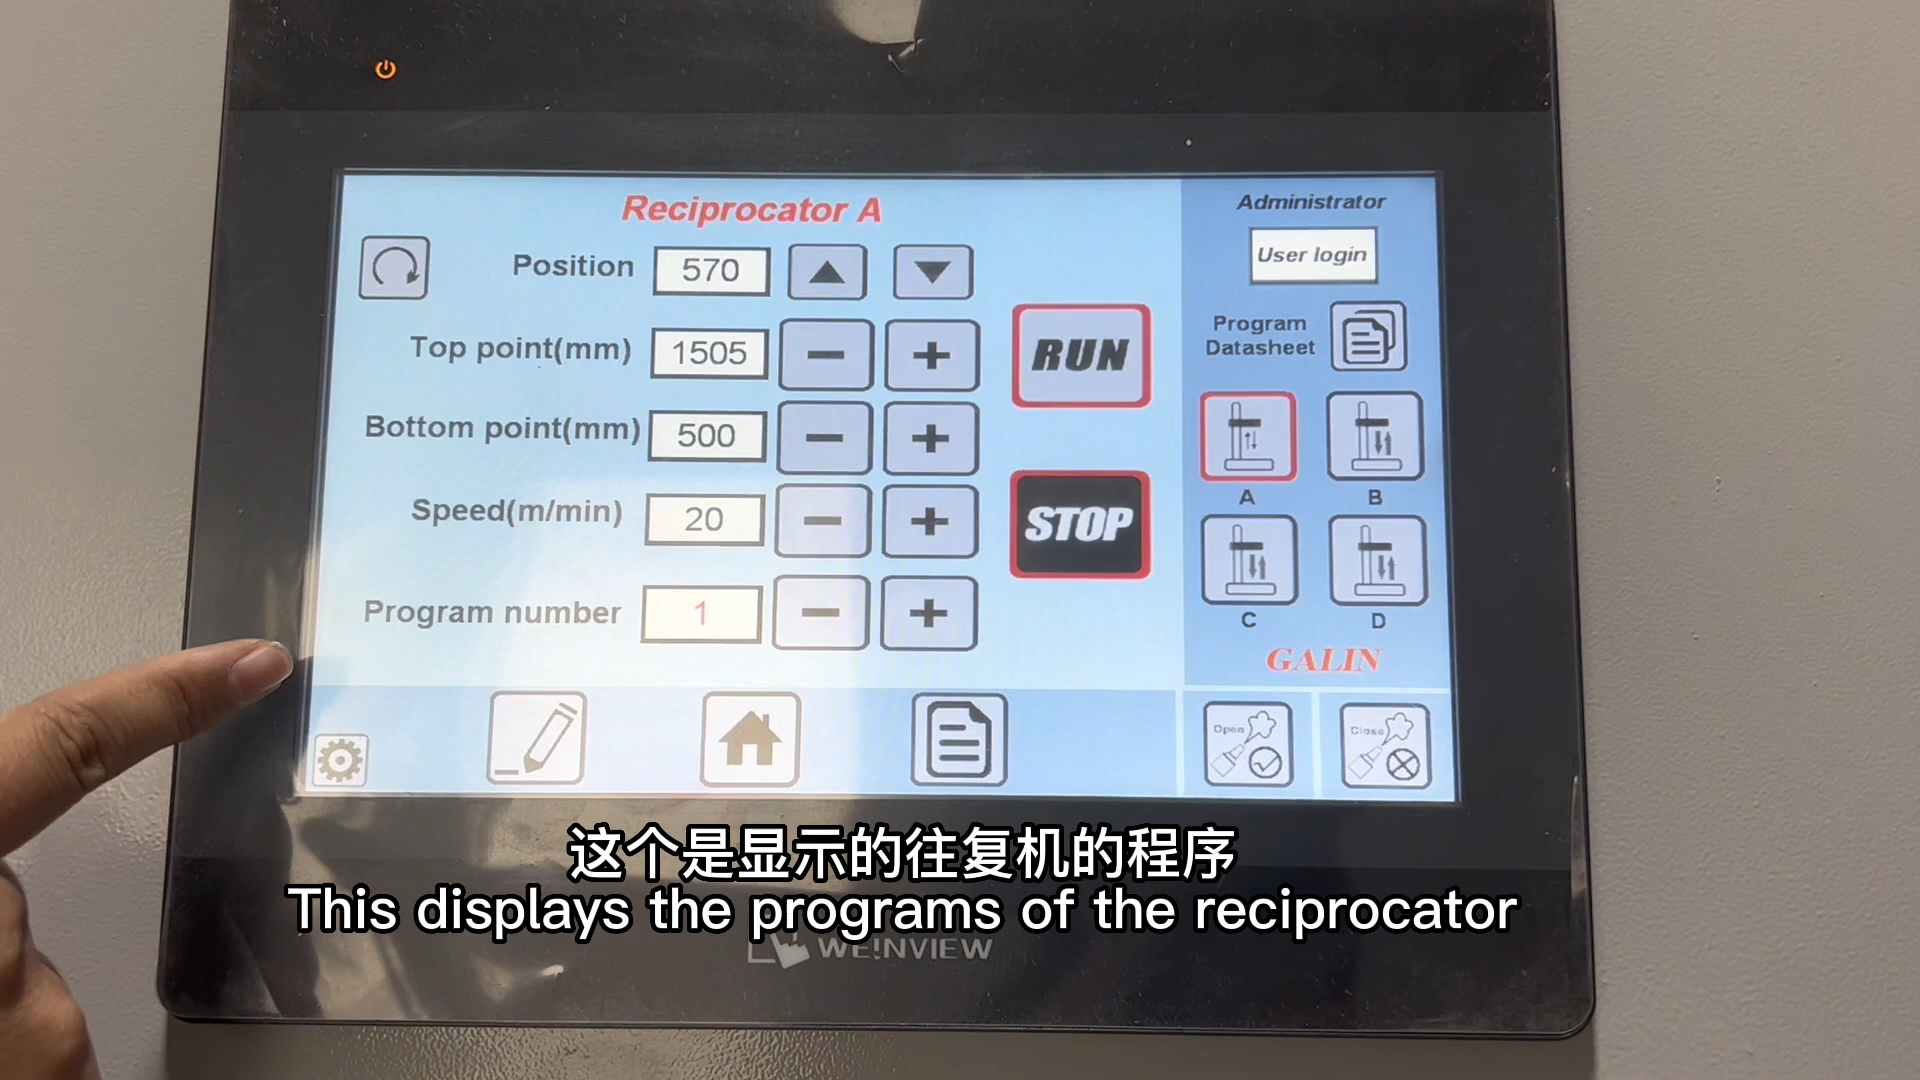 Reciprocator A
Position 570
Top point(mm) 1505
Bottom point(mm) 500
Speed(m/min) 20
Program number 1
RUN
STOP
Administrator
User login
Program
Datasheet
A
B
C
D
GALIN
Open
Close
这个是显示的往复机的程序
This displays the programs of the reciprocator
WE!NVIEW